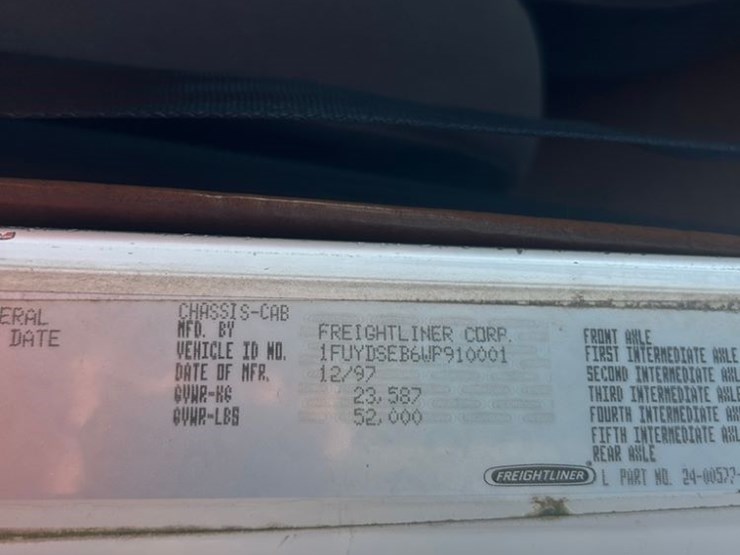 ERAL
DATE
CHASSIS-CAB
MFD. BY FREIGHTLINER CORP.
VEHICLE ID NO. 1FUYDSEB6WP910001
DATE OF MFR. 12/97
GVWR-KG 23,587
GVWR-LBS 52,000
FRONT AXLE
FIRST INTERMEDIATE AXLE
SECOND INTERMEDIATE AXL
THIRD INTERMEDIATE AXLE
FOURTH INTERMEDIATE AX
FIFTH INTERMEDIATE AXL
REAR AXLE
FREIGHTLINER L PART NO. 24-00577-